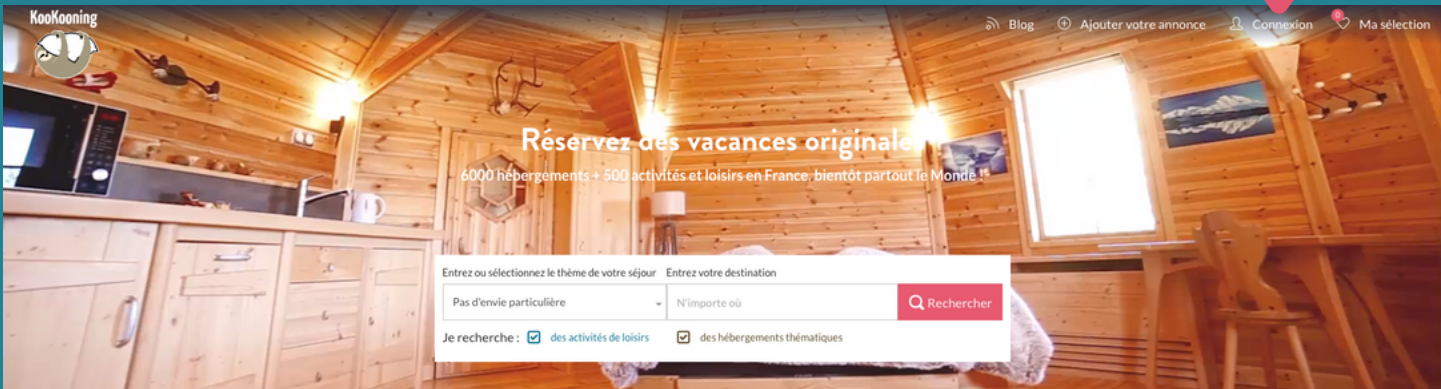 KooKooning
Blog
Ajouter votre annonce
Connexion
0
Ma sélection
Réservez des vacances originales !
6000 hébergements + 500 activités et loisirs en France, bientôt partout le Monde !
Entrez ou sélectionnez le thème de votre séjour
Entrez votre destination
Pas d'envie particulière
N'importe où
Rechercher
Je recherche :
des activités de loisirs
des hébergements thématiques